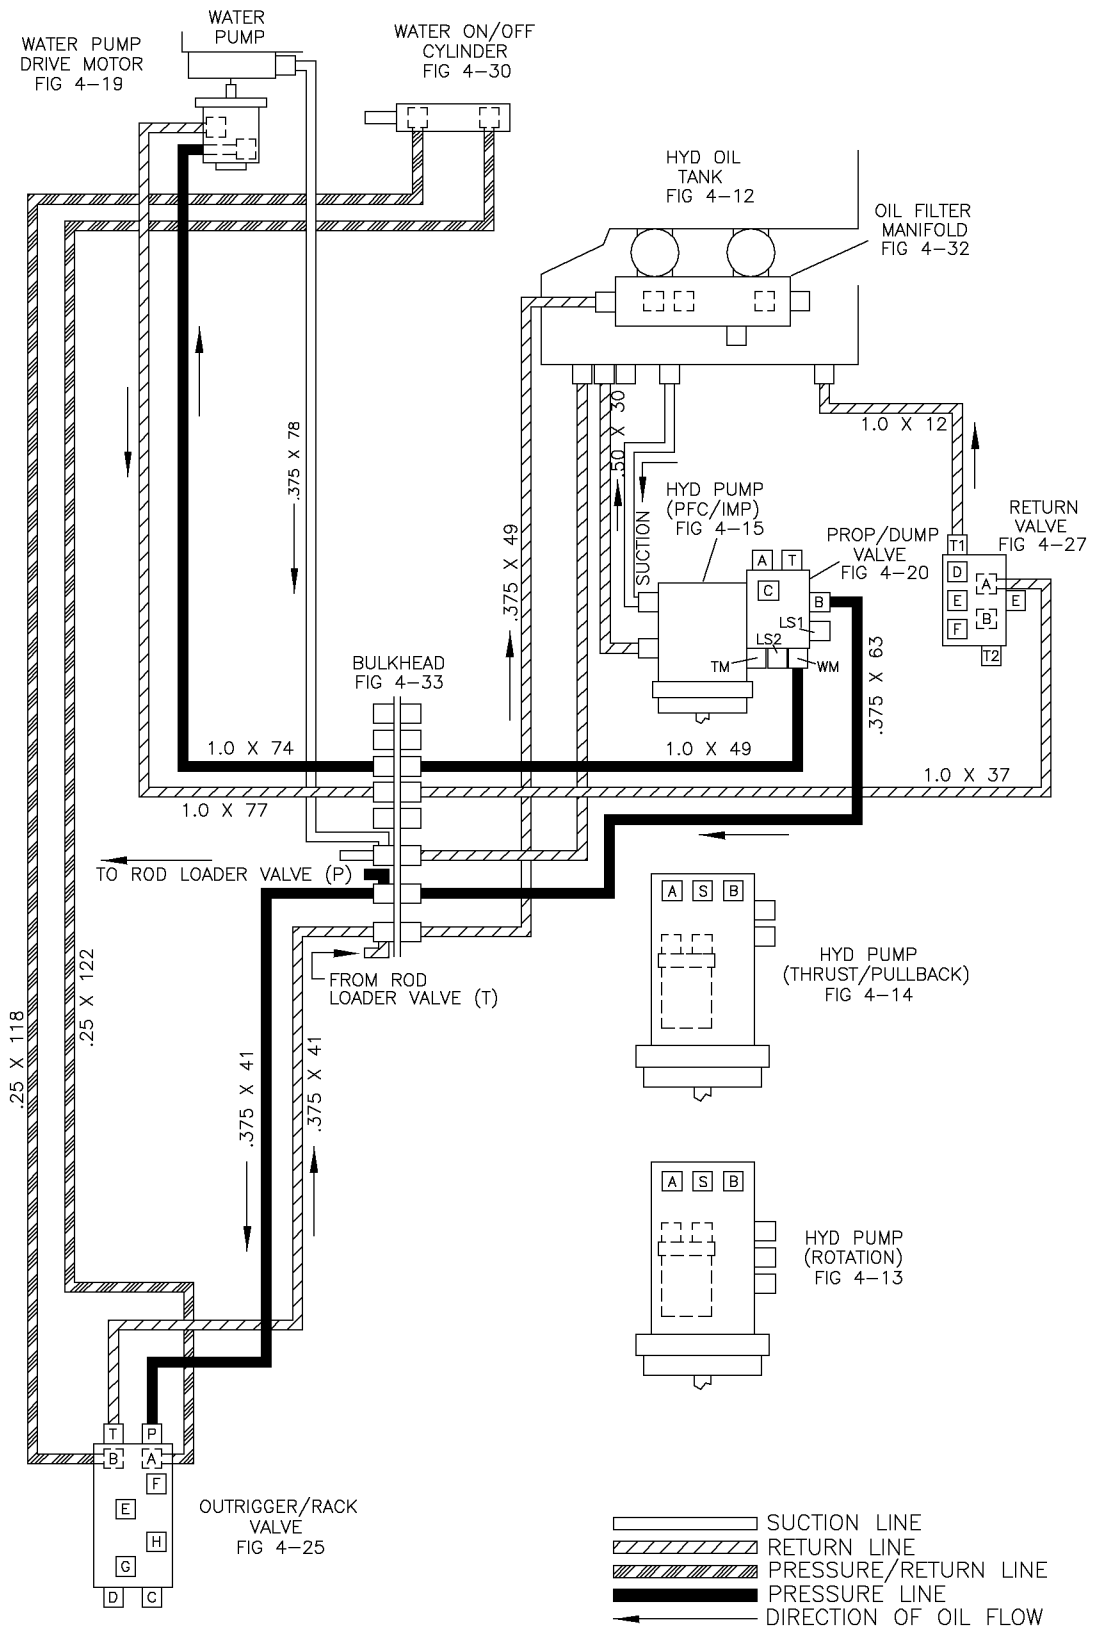 WATER
PUMP
WATER PUMP
DRIVE MOTOR
FIG 4-19
WATER ON/OFF
CYLINDER
FIG 4-30
HYD OIL
TANK
FIG 4-12
OIL FILTER
MANIFOLD
FIG 4-32
.375 X 78
.375 X 49
.50 X 30
SUCTION
1.0 X 12
HYD PUMP
(PFC/IMP)
FIG 4-15
PROP/DUMP
VALVE
FIG 4-20
RETURN
VALVE
FIG 4-27
T1
D
A
E
E
B
F
T2
A
T
C
B
LS1
LS2
TM
WM
.375 X 63
BULKHEAD
FIG 4-33
1.0 X 74
1.0 X 49
1.0 X 77
1.0 X 37
TO ROD LOADER VALVE (P)
FROM ROD
LOADER VALVE (T)
A S B
HYD PUMP
(THRUST/PULLBACK)
FIG 4-14
.25 X 118
.25 X 122
.375 X 41
.375 X 41
A S B
HYD PUMP
(ROTATION)
FIG 4-13
T
P
B
A
F
E
H
G
D
C
OUTRIGGER/RACK
VALVE
FIG 4-25
SUCTION LINE
RETURN LINE
PRESSURE/RETURN LINE
PRESSURE LINE
DIRECTION OF OIL FLOW